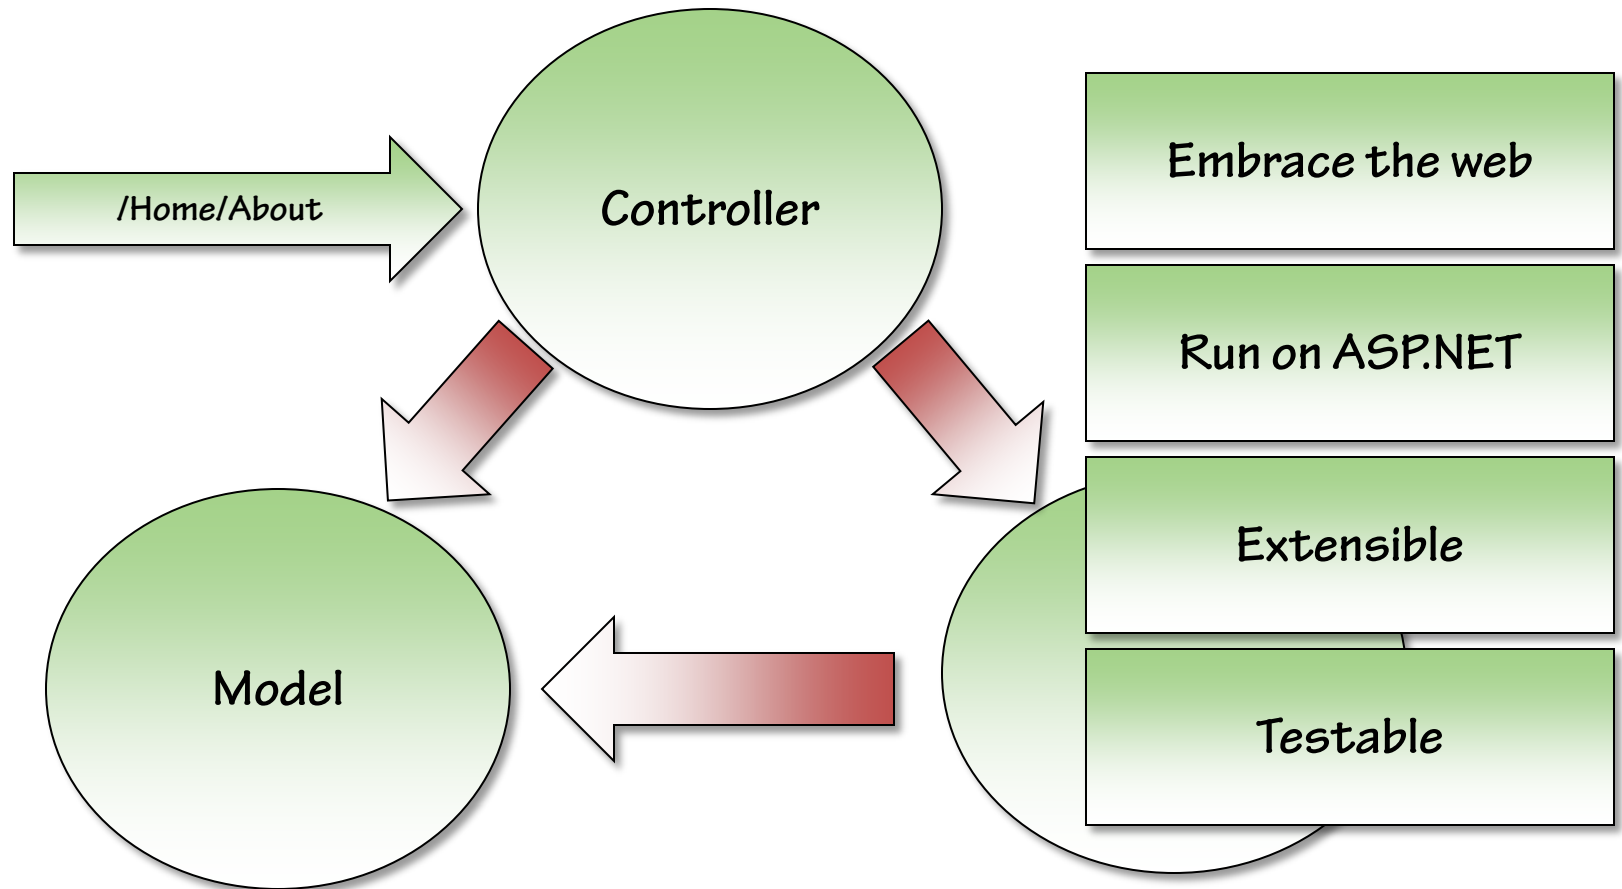 /Home/About
Controller
Embrace the web
Run on ASP.NET
Extensible
Testable
Model